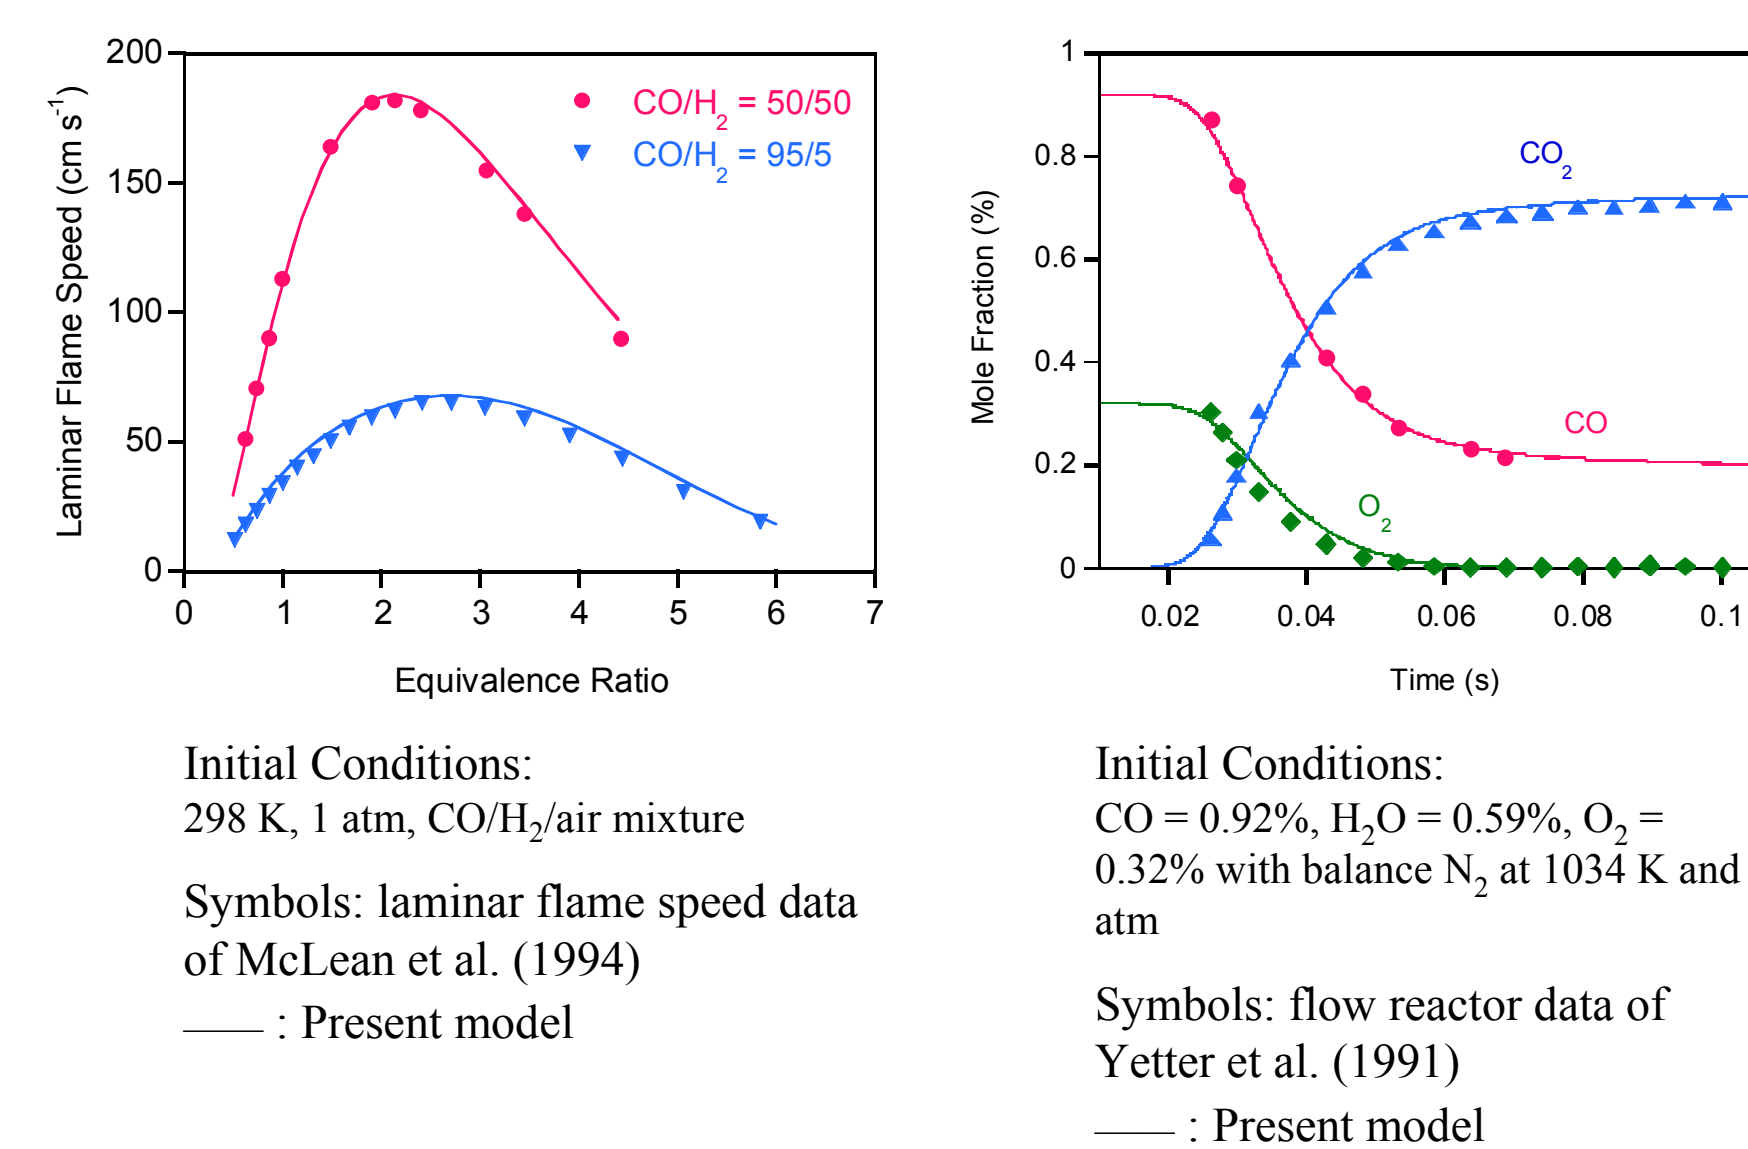 200
150
100
50
0
0 1 2 3 4 5 6 7
Laminar Flame Speed (cm s⁻¹)
Equivalence Ratio
CO/H₂ = 50/50
CO/H₂ = 95/5
Initial Conditions:
298 K, 1 atm, CO/H₂/air mixture
Symbols: laminar flame speed data
of McLean et al. (1994)
: Present model
1
0.8
0.6
0.4
0.2
0
0.02 0.04 0.06 0.08 0.1
Mole Fraction (%)
Time (s)
CO₂
CO
O₂
Initial Conditions:
CO = 0.92%, H₂O = 0.59%, O₂ =
0.32% with balance N₂ at 1034 K and
atm
Symbols: flow reactor data of
Yetter et al. (1991)
: Present model